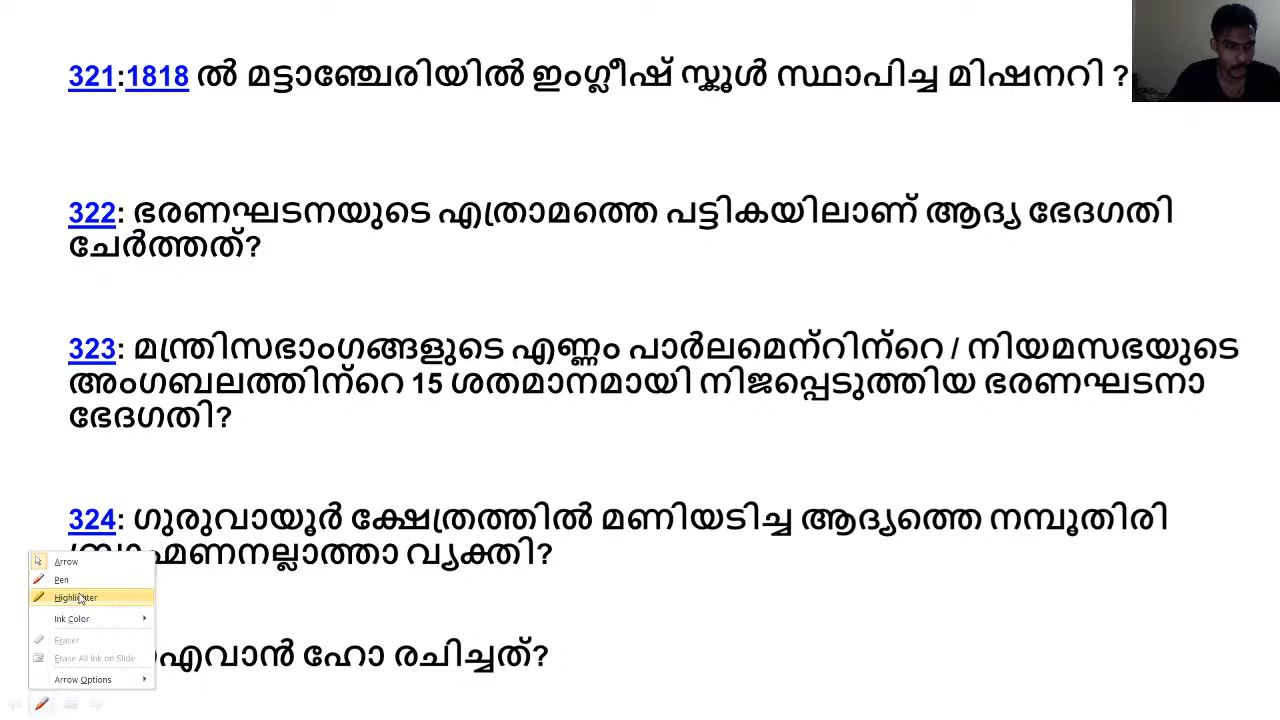 321:1818 ൽ മട്ടാഞ്ചേരിയിൽ ഇംഗ്ലീഷ് സ്കൂൾ സ്ഥാപിച്ച മിഷനറി ?
322: ഭരണഘടനയുടെ എത്രാമത്തെ പട്ടികയിലാണ് ആദ്യ ഭേദഗതി
ചേർത്തത്?
323: മന്ത്രിസഭാംഗങ്ങളുടെ എണ്ണം പാർലമെന്റിന്റെ / നിയമസഭയുടെ
അംഗബലത്തിന്റെ 15 ശതമാനമായി നിജപ്പെടുത്തിയ ഭരണഘടനാ
ഭേദഗതി?
324: ഗുരുവായൂർ ക്ഷേത്രത്തിൽ മണിയടിച്ച ആദ്യത്തെ നമ്പൂതിരി
ബ്രാഹ്മണനല്ലാത്താ വ്യക്തി?
Arrow
Pen
Highlighter
Ink Color
Eraser
Erase All Ink on Slide
Arrow Options
ഐവാൻ ഹോ രചിച്ചത്?